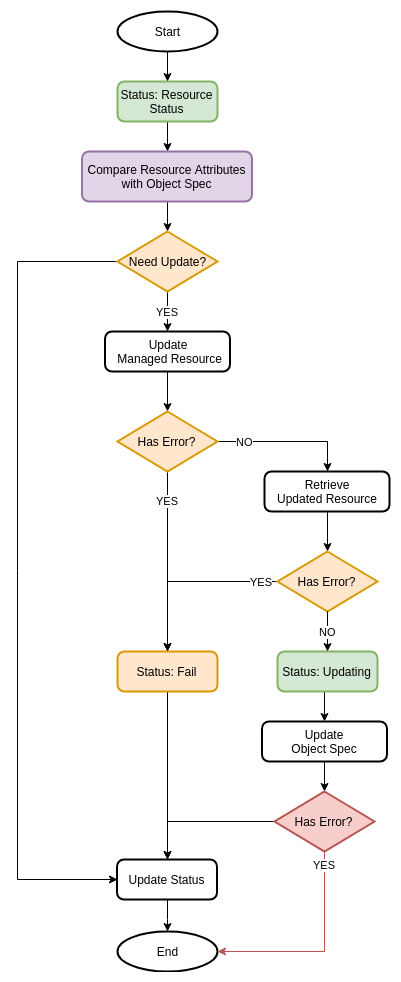 Start
Status: Resource
Status
Compare Resource Attributes
with Object Spec
Need Update?
YES
Update
Managed Resource
Has Error?
NO
YES
Retrieve
Updated Resource
Has Error?
YES
NO
Status: Fail
Status: Updating
Update
Object Spec
Has Error?
YES
Update Status
End